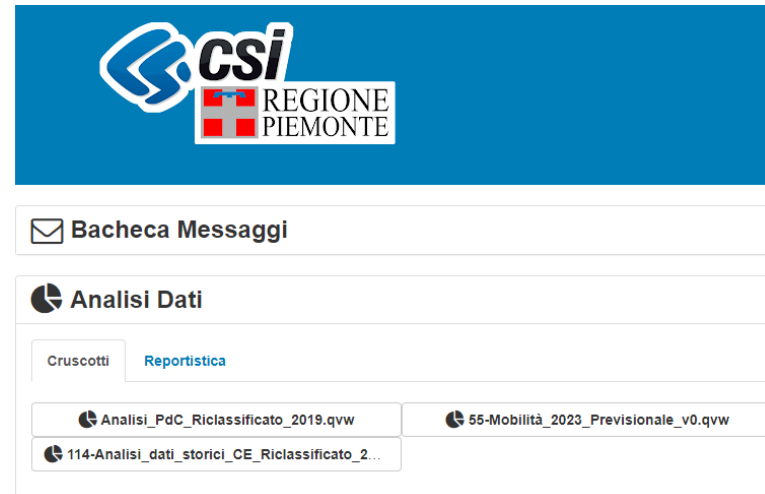 csi
REGIONE
PIEMONTE
Bacheca Messaggi
Analisi Dati
Cruscotti Reportistica
Analisi_PdC_Riclassificato_2019.qvw 55-Mobilità_2023_Previsionale_v0.qvw
114-Analisi_dati_storici_CE_Riclassificato_2...